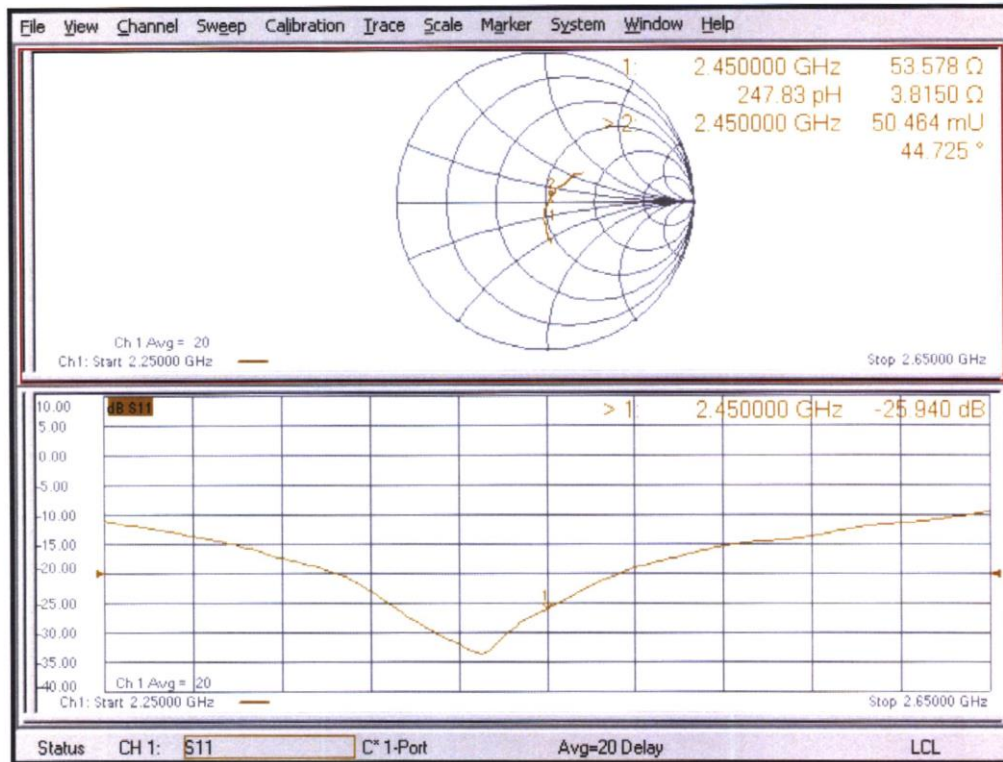 File View Channel Sweep Calibration Trace Scale Marker System Window Help
1: 2.450000 GHz 53.578 Ω
247.83 pH 3.8150 Ω
> 2: 2.450000 GHz 50.464 mU
44.725 °
2
1
Ch 1 Avg = 20
Ch1: Start 2.25000 GHz Stop 2.65000 GHz
10.00 dB S11 > 1: 2.450000 GHz -25.940 dB
5.00
0.00
-5.00
-10.00
-15.00
-20.00
-25.00
1
-30.00
-35.00
-40.00
Ch 1 Avg = 20
Ch1: Start 2.25000 GHz Stop 2.65000 GHz
Status CH 1: S11 C* 1-Port Avg=20 Delay LCL